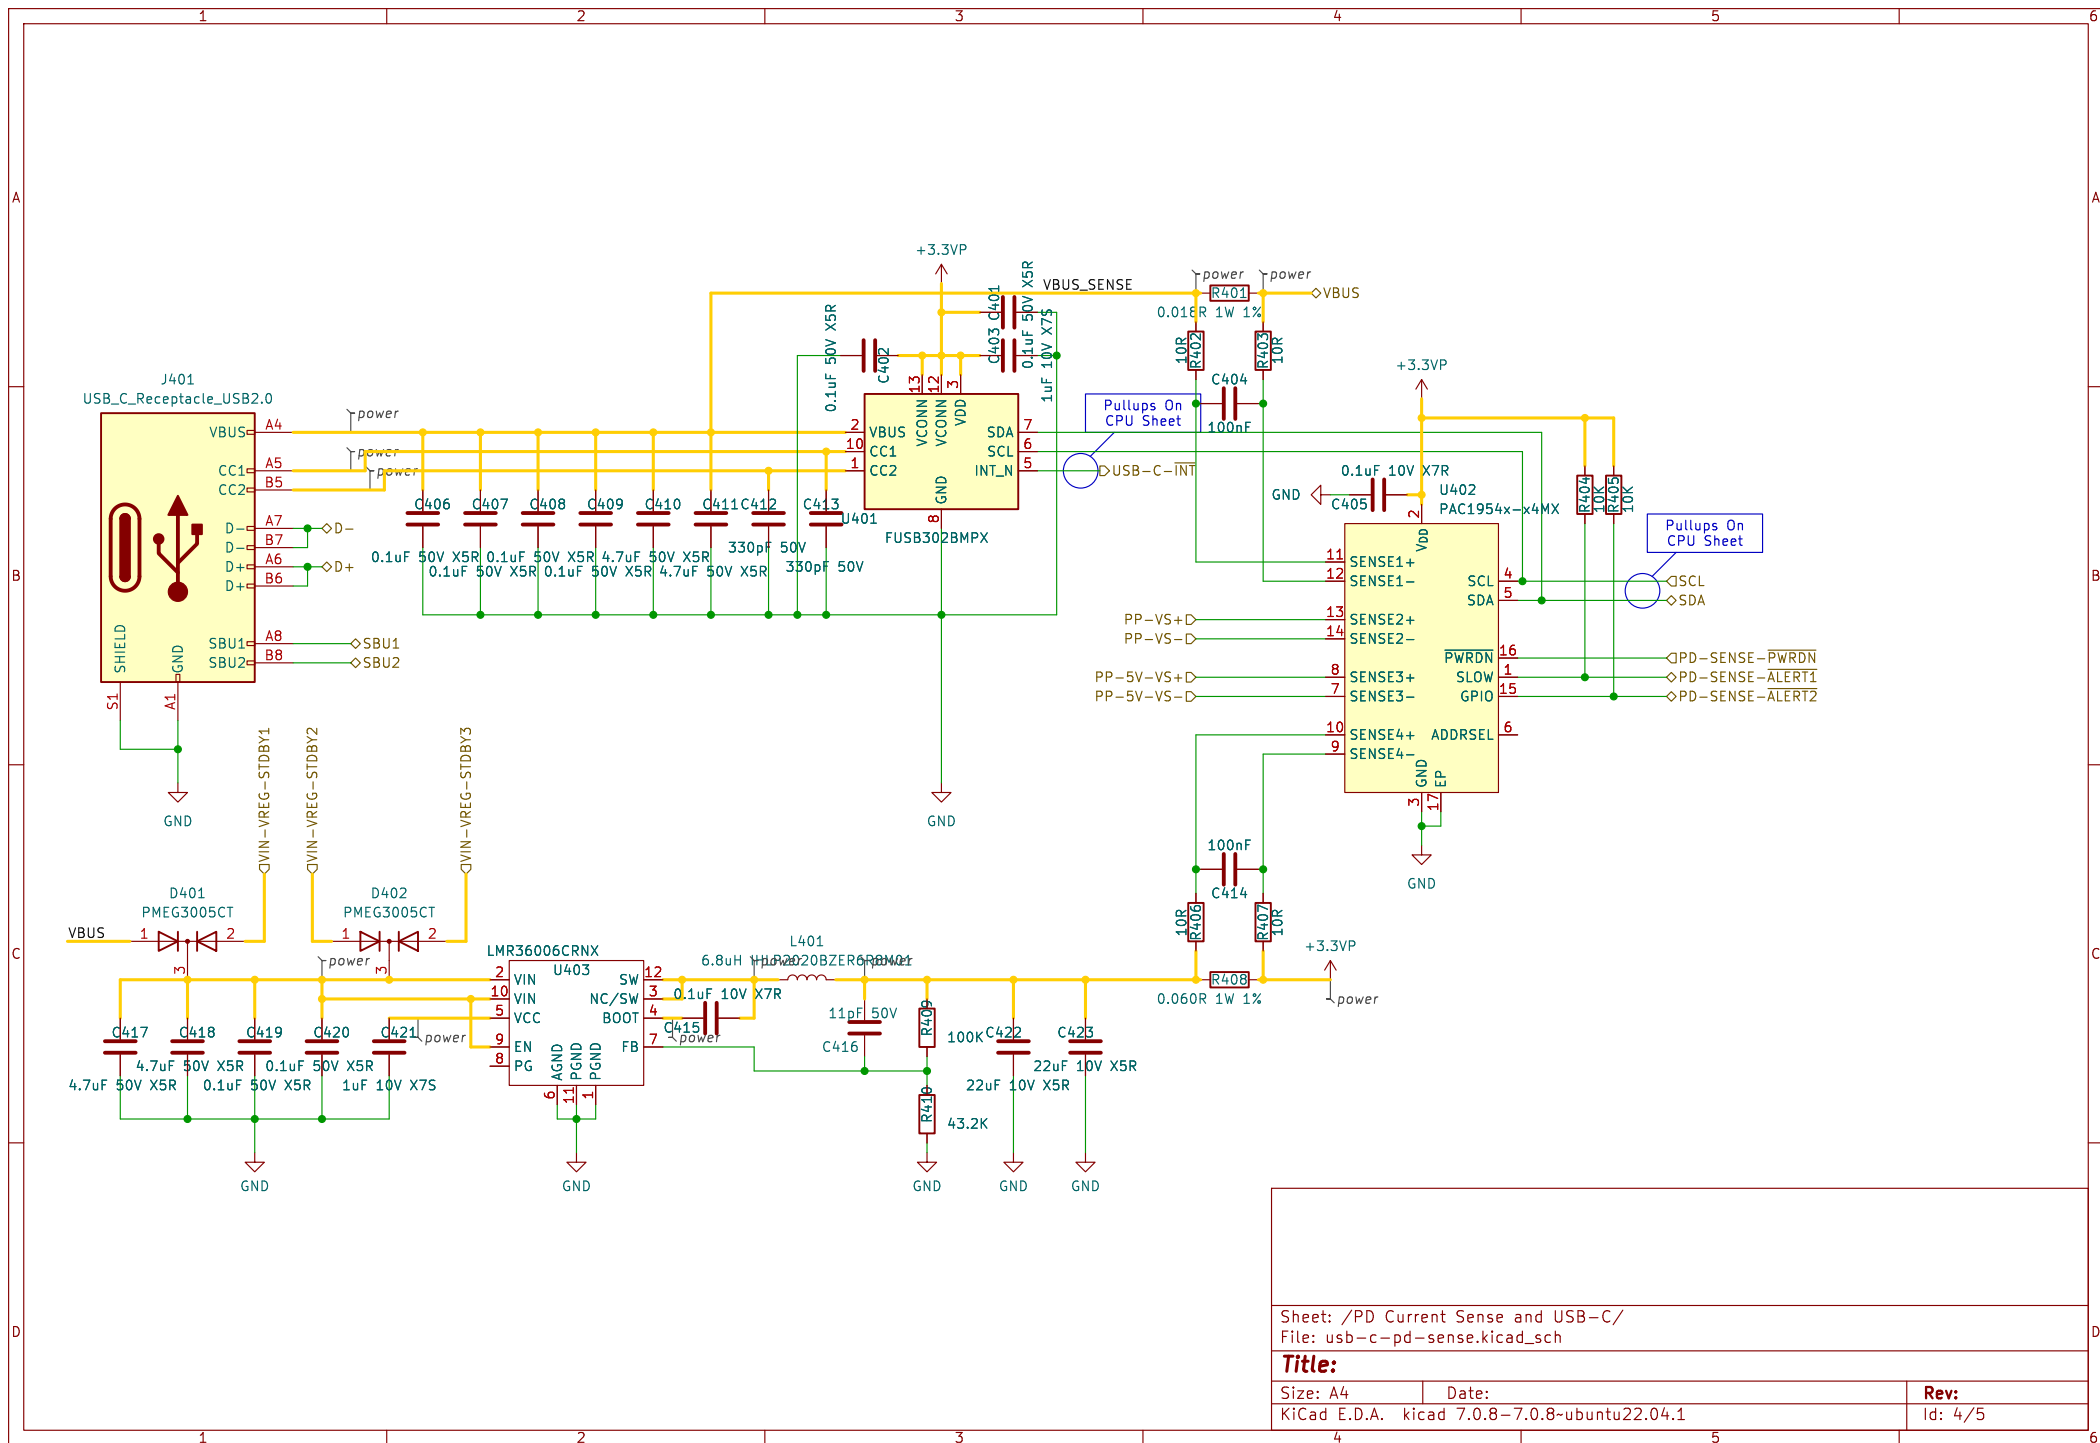 1 2 3 4 5 6
A
B
C
D
A
B
C
D
1 2 3 4 5 6
J401
USB_C_Receptacle_USB2.0
VBUS A4
CC1 A5
CC2 B5
D- A7
D- B7
D+ A6
D+ B6
SBU1 A8
SBU2 B8
SHIELD
GND
S1
A1
GND
D-
D+
SBU1
SBU2
power
power
power
C406
0.1uF 50V X5R
C407
0.1uF 50V X5R
C408
0.1uF 50V X5R
C409
0.1uF 50V X5R
C410
4.7uF 50V X5R
C411
4.7uF 50V X5R
C412
330pF 50V
C413
330pF 50V
+3.3VP
C401
0.1uF 50V X5R
C402
0.1uF 50V X5R
C403
1uF 10V X7S
U401
FUSB302BMPX
2 VBUS
10 CC1
1 CC2
13 VCONN
12 VCONN
3 VDD
SDA 7
SCL 6
INT_N 5
GND 8
GND
Pullups On
CPU Sheet
USB-C-INT
VBUS_SENSE
power
power
R401
0.018R 1W 1%
VBUS
R402
10R
R403
10R
C404
100nF
+3.3VP
GND
C405
0.1uF 10V X7R
U402
PAC1954x-x4MX
2 VDD
11 SENSE1+
12 SENSE1-
13 SENSE2+
14 SENSE2-
8 SENSE3+
7 SENSE3-
10 SENSE4+
9 SENSE4-
SCL 4
SDA 5
PWRDN 16
SLOW 1
GPIO 15
ADDRSEL 6
GND 3
EP 17
GND
PP-VS+
PP-VS-
PP-5V-VS+
PP-5V-VS-
R404
10K
R405
10K
Pullups On
CPU Sheet
SCL
SDA
PD-SENSE-PWRDN
PD-SENSE-ALERT1
PD-SENSE-ALERT2
VIN-VREG-STDBY1
VIN-VREG-STDBY2
VIN-VREG-STDBY3
D401
PMEG3005CT
VBUS
1 2 3
D402
PMEG3005CT
1 2 3
power
C417
4.7uF 50V X5R
C418
4.7uF 50V X5R
C419
0.1uF 50V X5R
C420
0.1uF 50V X5R
C421
1uF 10V X7S
power
GND
LMR36006CRNX
U403
2 VIN
10 VIN
5 VCC
9 EN
8 PG
SW 12
NC/SW 3
BOOT 4
FB 7
AGND 6
PGND 11
PGND 1
GND
C415
0.1uF 10V X7R
power
L401
6.8uH IHLP2020BZER6R8M01
power
power
11pF 50V
C416
R409
100K
R410
43.2K
GND
C422
22uF 10V X5R
GND
C423
22uF 10V X5R
GND
100nF
C414
R406
10R
R407
10R
R408
0.060R 1W 1%
+3.3VP
power
Sheet: /PD Current Sense and USB-C/
File: usb-c-pd-sense.kicad_sch
Title:
Size: A4 Date: Rev:
KiCad E.D.A. kicad 7.0.8-7.0.8~ubuntu22.04.1 Id: 4/5